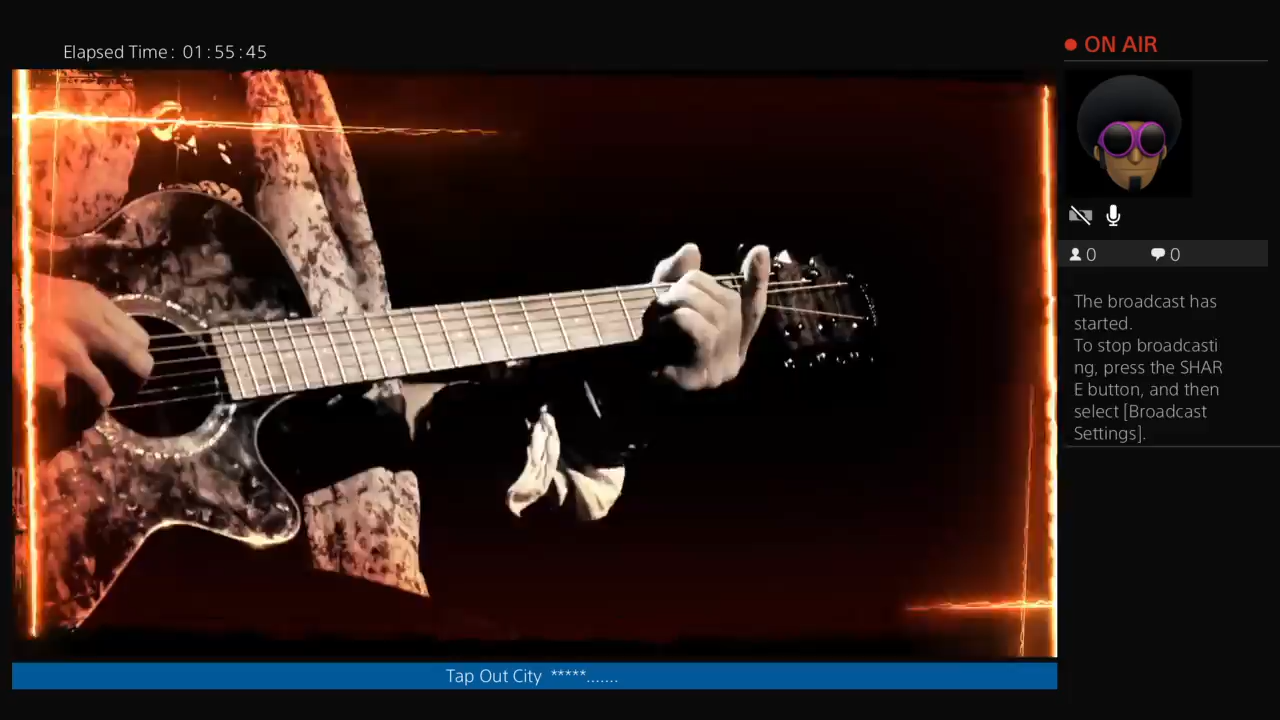 Elapsed Time: 01:55:45
ON AIR
0
0
The broadcast has
started.
To stop broadcasti
ng, press the SHAR
E button, and then
select [Broadcast
Settings].
Tap Out City *****.......